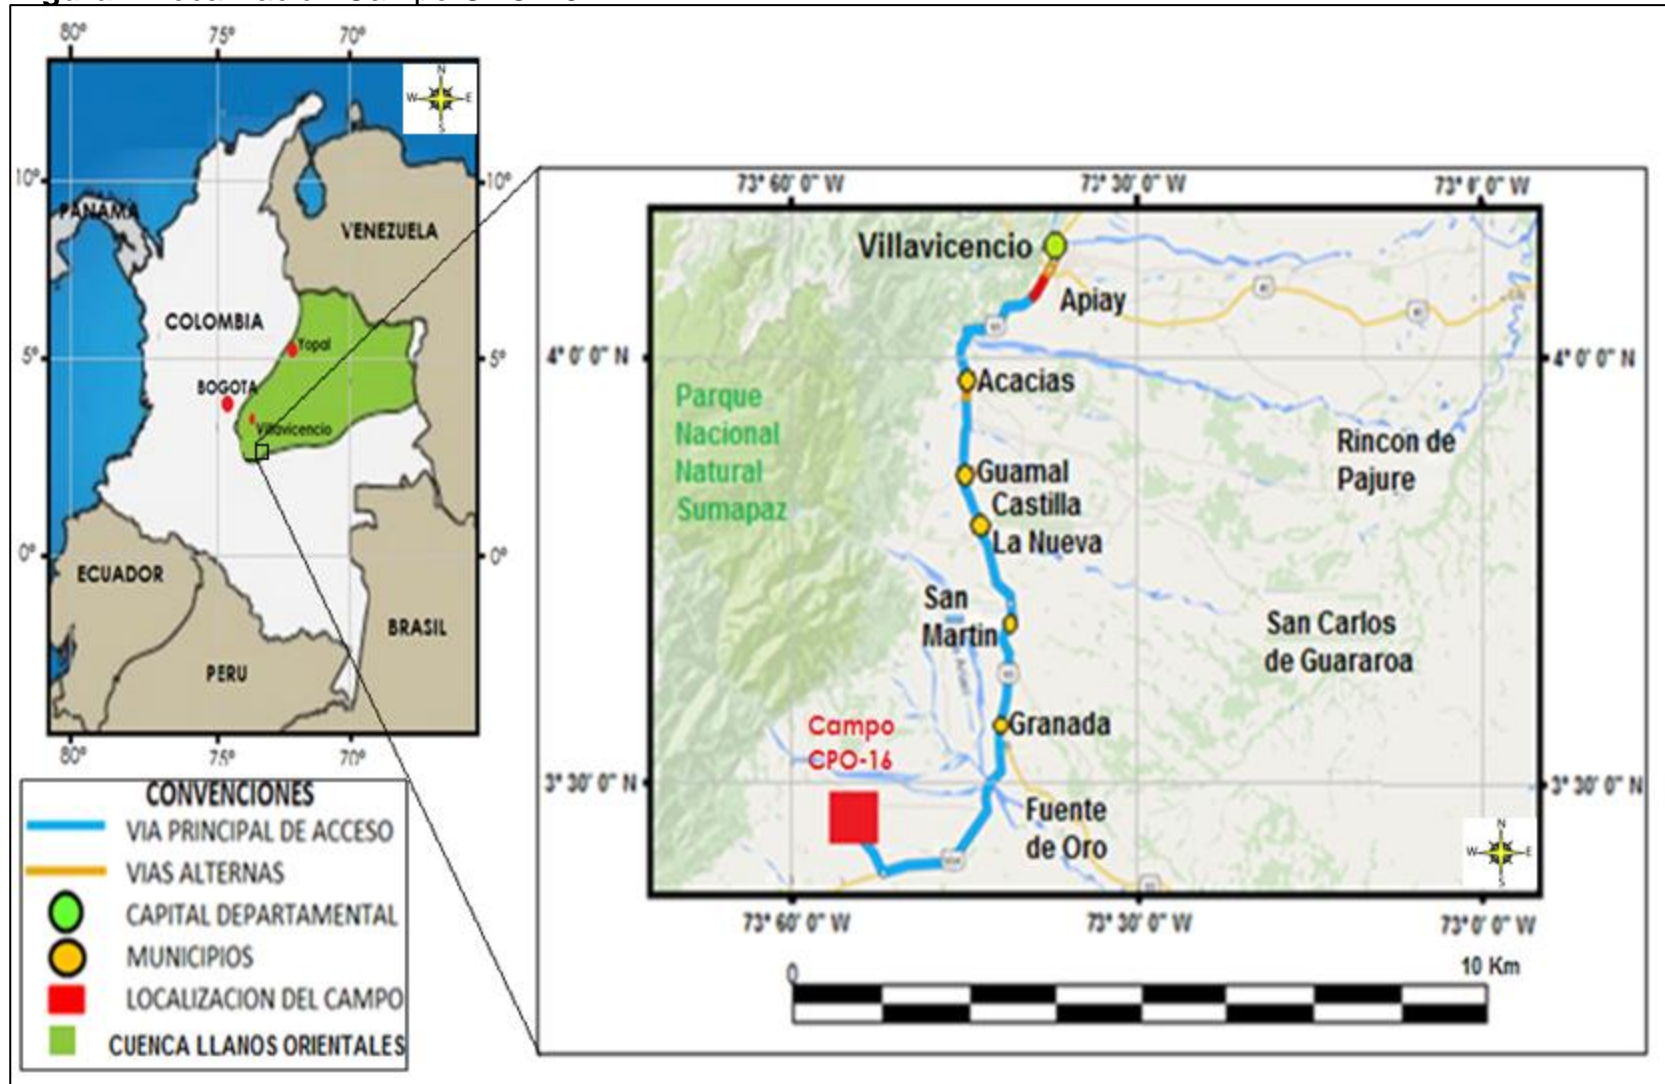 80° 75° 70°
N
W E
S
10° 10°
PANAMA
VENEZUELA
COLOMBIA
Yopal
5° 5°
BOGOTA
Villavicencio
0° 0°
ECUADOR
BRASIL
PERU
80° 75° 70°
CONVENCIONES
VIA PRINCIPAL DE ACCESO
VIAS ALTERNAS
CAPITAL DEPARTAMENTAL
MUNICIPIOS
LOCALIZACION DEL CAMPO
CUENCA LLANOS ORIENTALES
73° 60' 0" W 73° 30' 0" W 73° 0' 0" W
Villavicencio
Apiay
4° 0' 0" N 4° 0' 0" N
Acacias
Parque
Nacional
Natural
Sumapaz
Rincon de
Pajure
Guamal
Castilla
La Nueva
San
Martin
San Carlos
de Guararoa
Granada
Campo
CPO-16
3° 30' 0" N 3° 30' 0" N
Fuente
de Oro
N
W E
S
73° 60' 0" W 73° 30' 0" W 73° 0' 0" W
0 10 Km